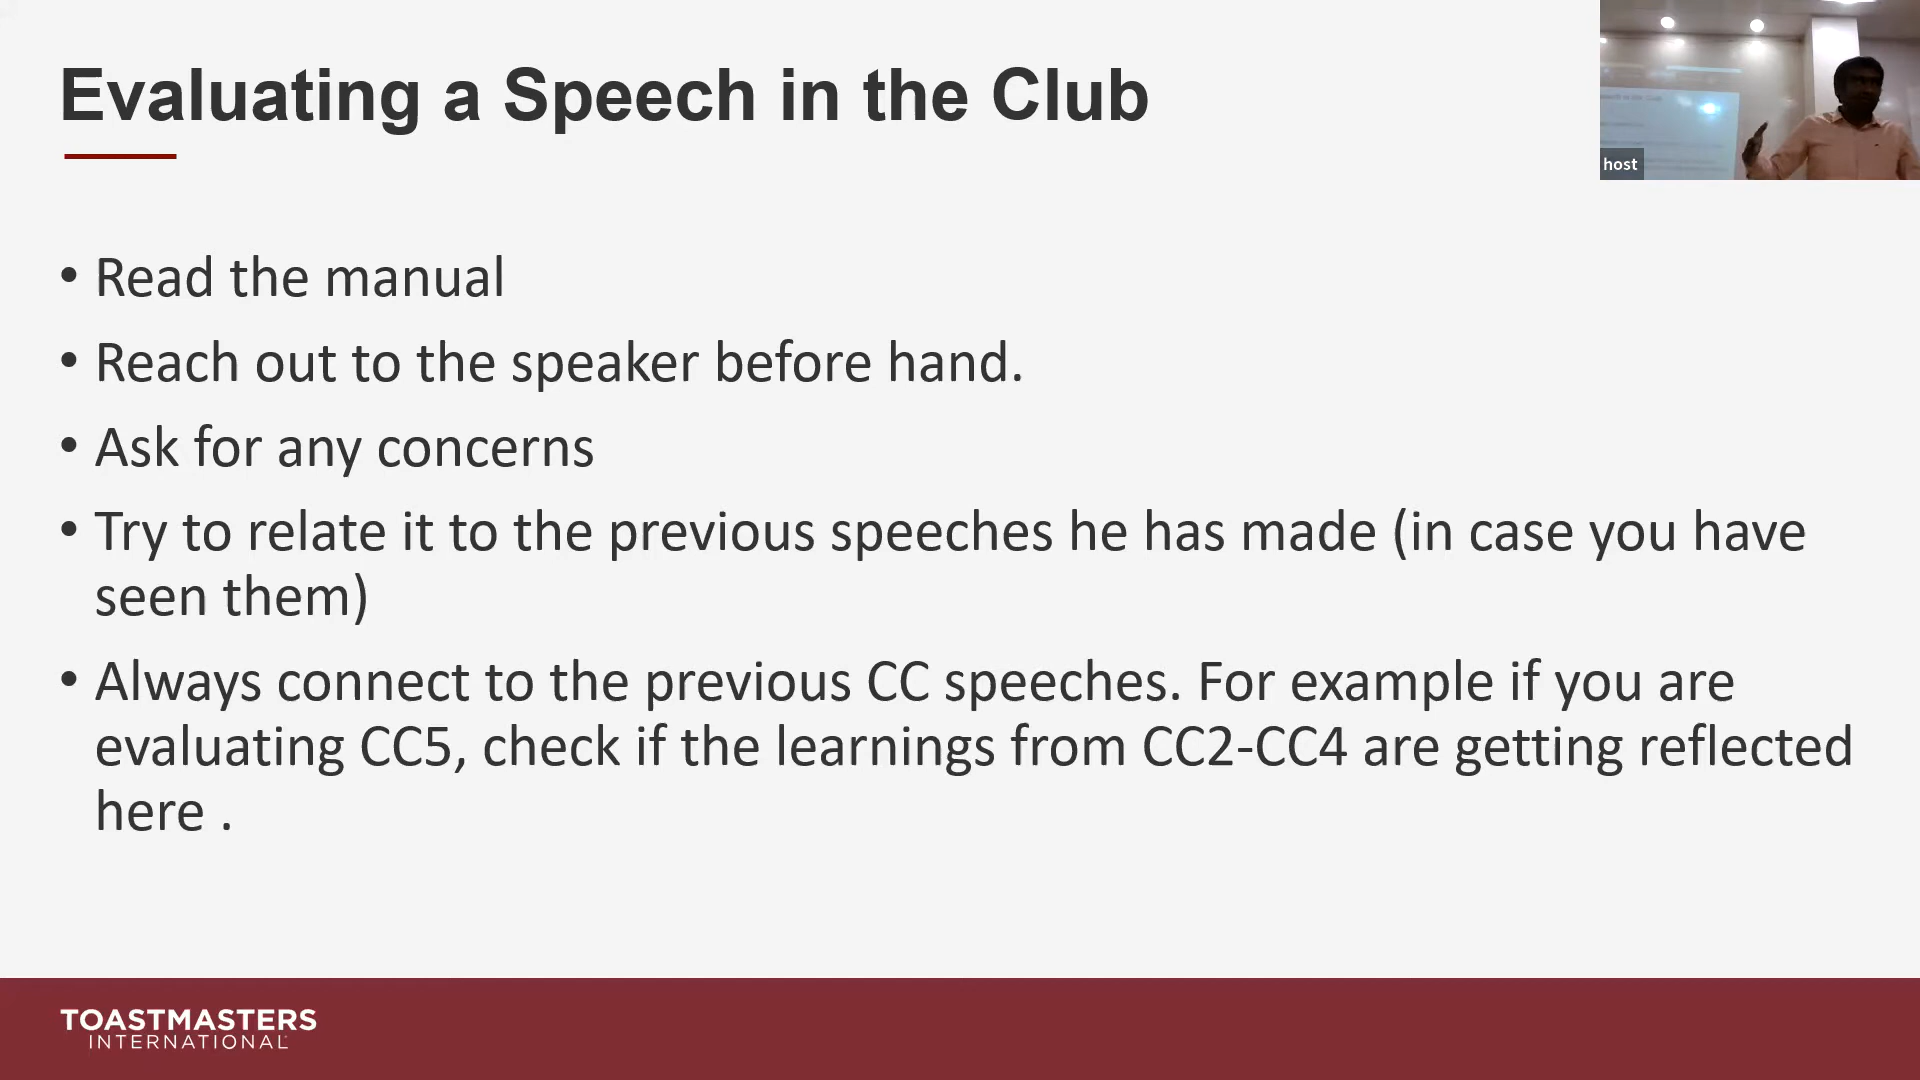 Evaluating a Speech in the Club
host
• Read the manual
• Reach out to the speaker before hand.
• Ask for any concerns
• Try to relate it to the previous speeches he has made (in case you have
seen them)
• Always connect to the previous CC speeches. For example if you are
evaluating CC5, check if the learnings from CC2-CC4 are getting reflected
here .
TOASTMASTERS
INTERNATIONAL